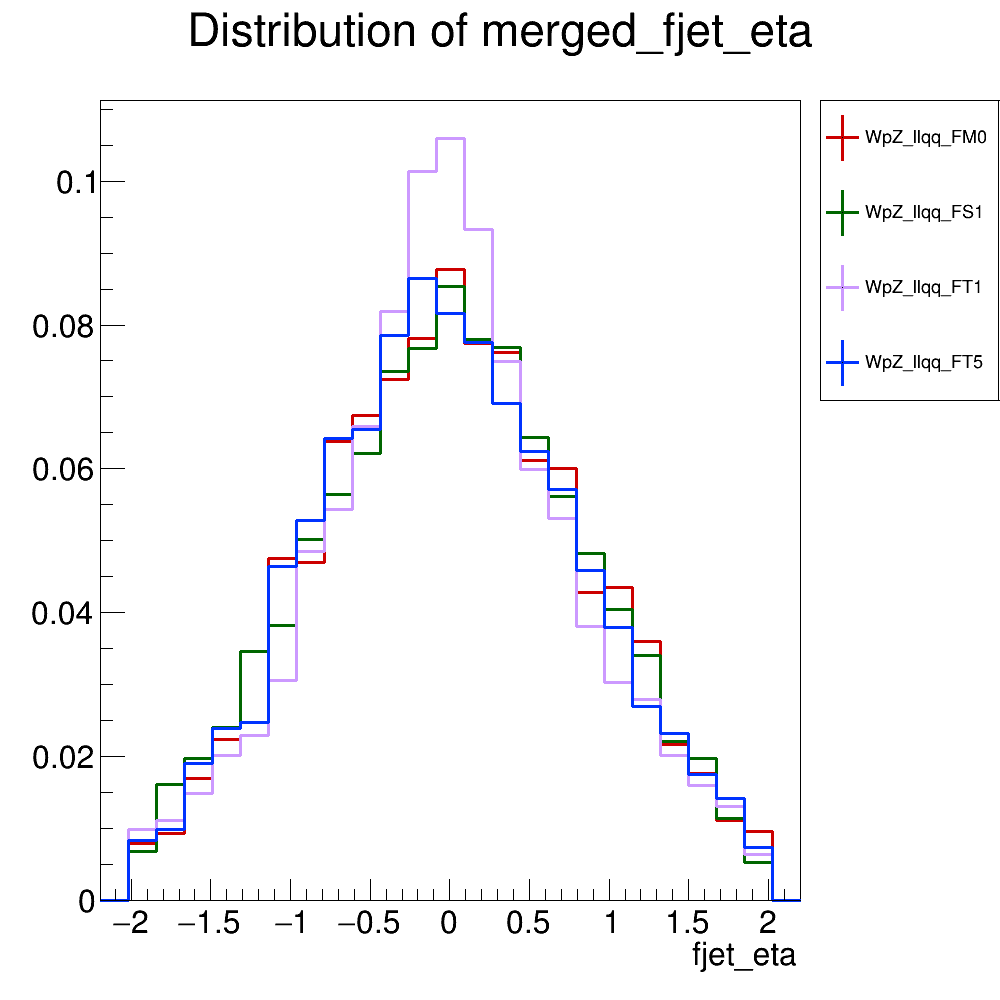 Distribution of merged_fjet_eta
WpZ_llqq_FM0
WpZ_llqq_FS1
WpZ_llqq_FT1
WpZ_llqq_FT5
0.1
0.08
0.06
0.04
0.02
0
−2 −1.5 −1 −0.5 0 0.5 1 1.5 2
fjet_eta